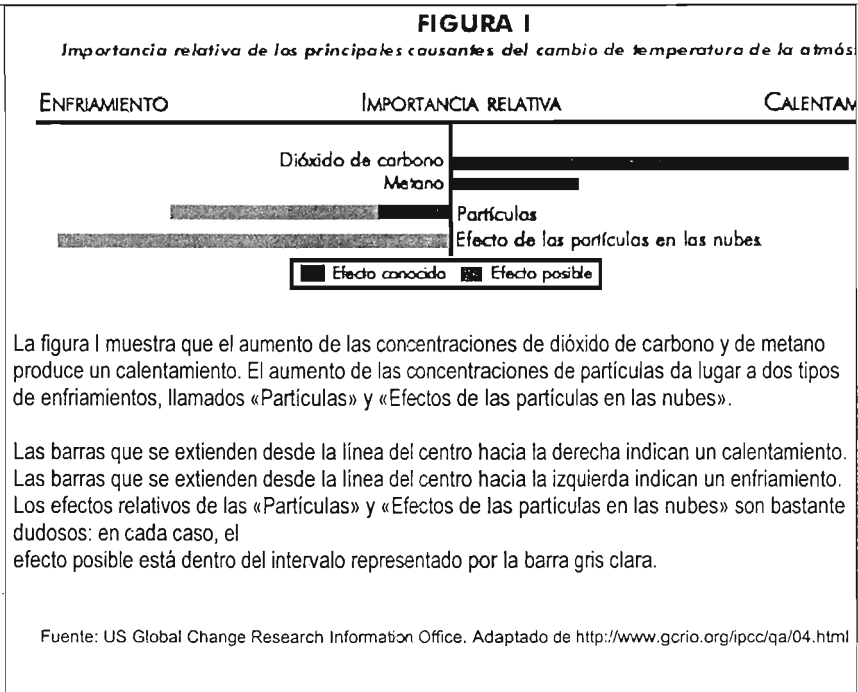 FIGURA I
Importancia relativa de los principales causantes del cambio de temperatura de la atmós
ENFRIAMIENTO IMPORTANCIA RELATIVA CALENTAM
Dióxido de carbono
Metano
Partículas
Efecto de las partículas en las nubes
Efecto conocido Efecto posible
La figura I muestra que el aumento de las concentraciones de dióxido de carbono y de metano
produce un calentamiento. El aumento de las concentraciones de partículas da lugar a dos tipos
de enfriamientos, llamados «Partículas» y «Efectos de las partículas en las nubes».
Las barras que se extienden desde la línea del centro hacia la derecha indican un calentamiento.
Las barras que se extienden desde la línea del centro hacia la izquierda indican un enfriamiento.
Los efectos relativos de las «Partículas» y «Efectos de las partículas en las nubes» son bastante
dudosos: en cada caso, el
efecto posible está dentro del intervalo representado por la barra gris clara.
Fuente: US Global Change Research Information Office. Adaptado de http://www.gcrio.org/ipcc/qa/04.html